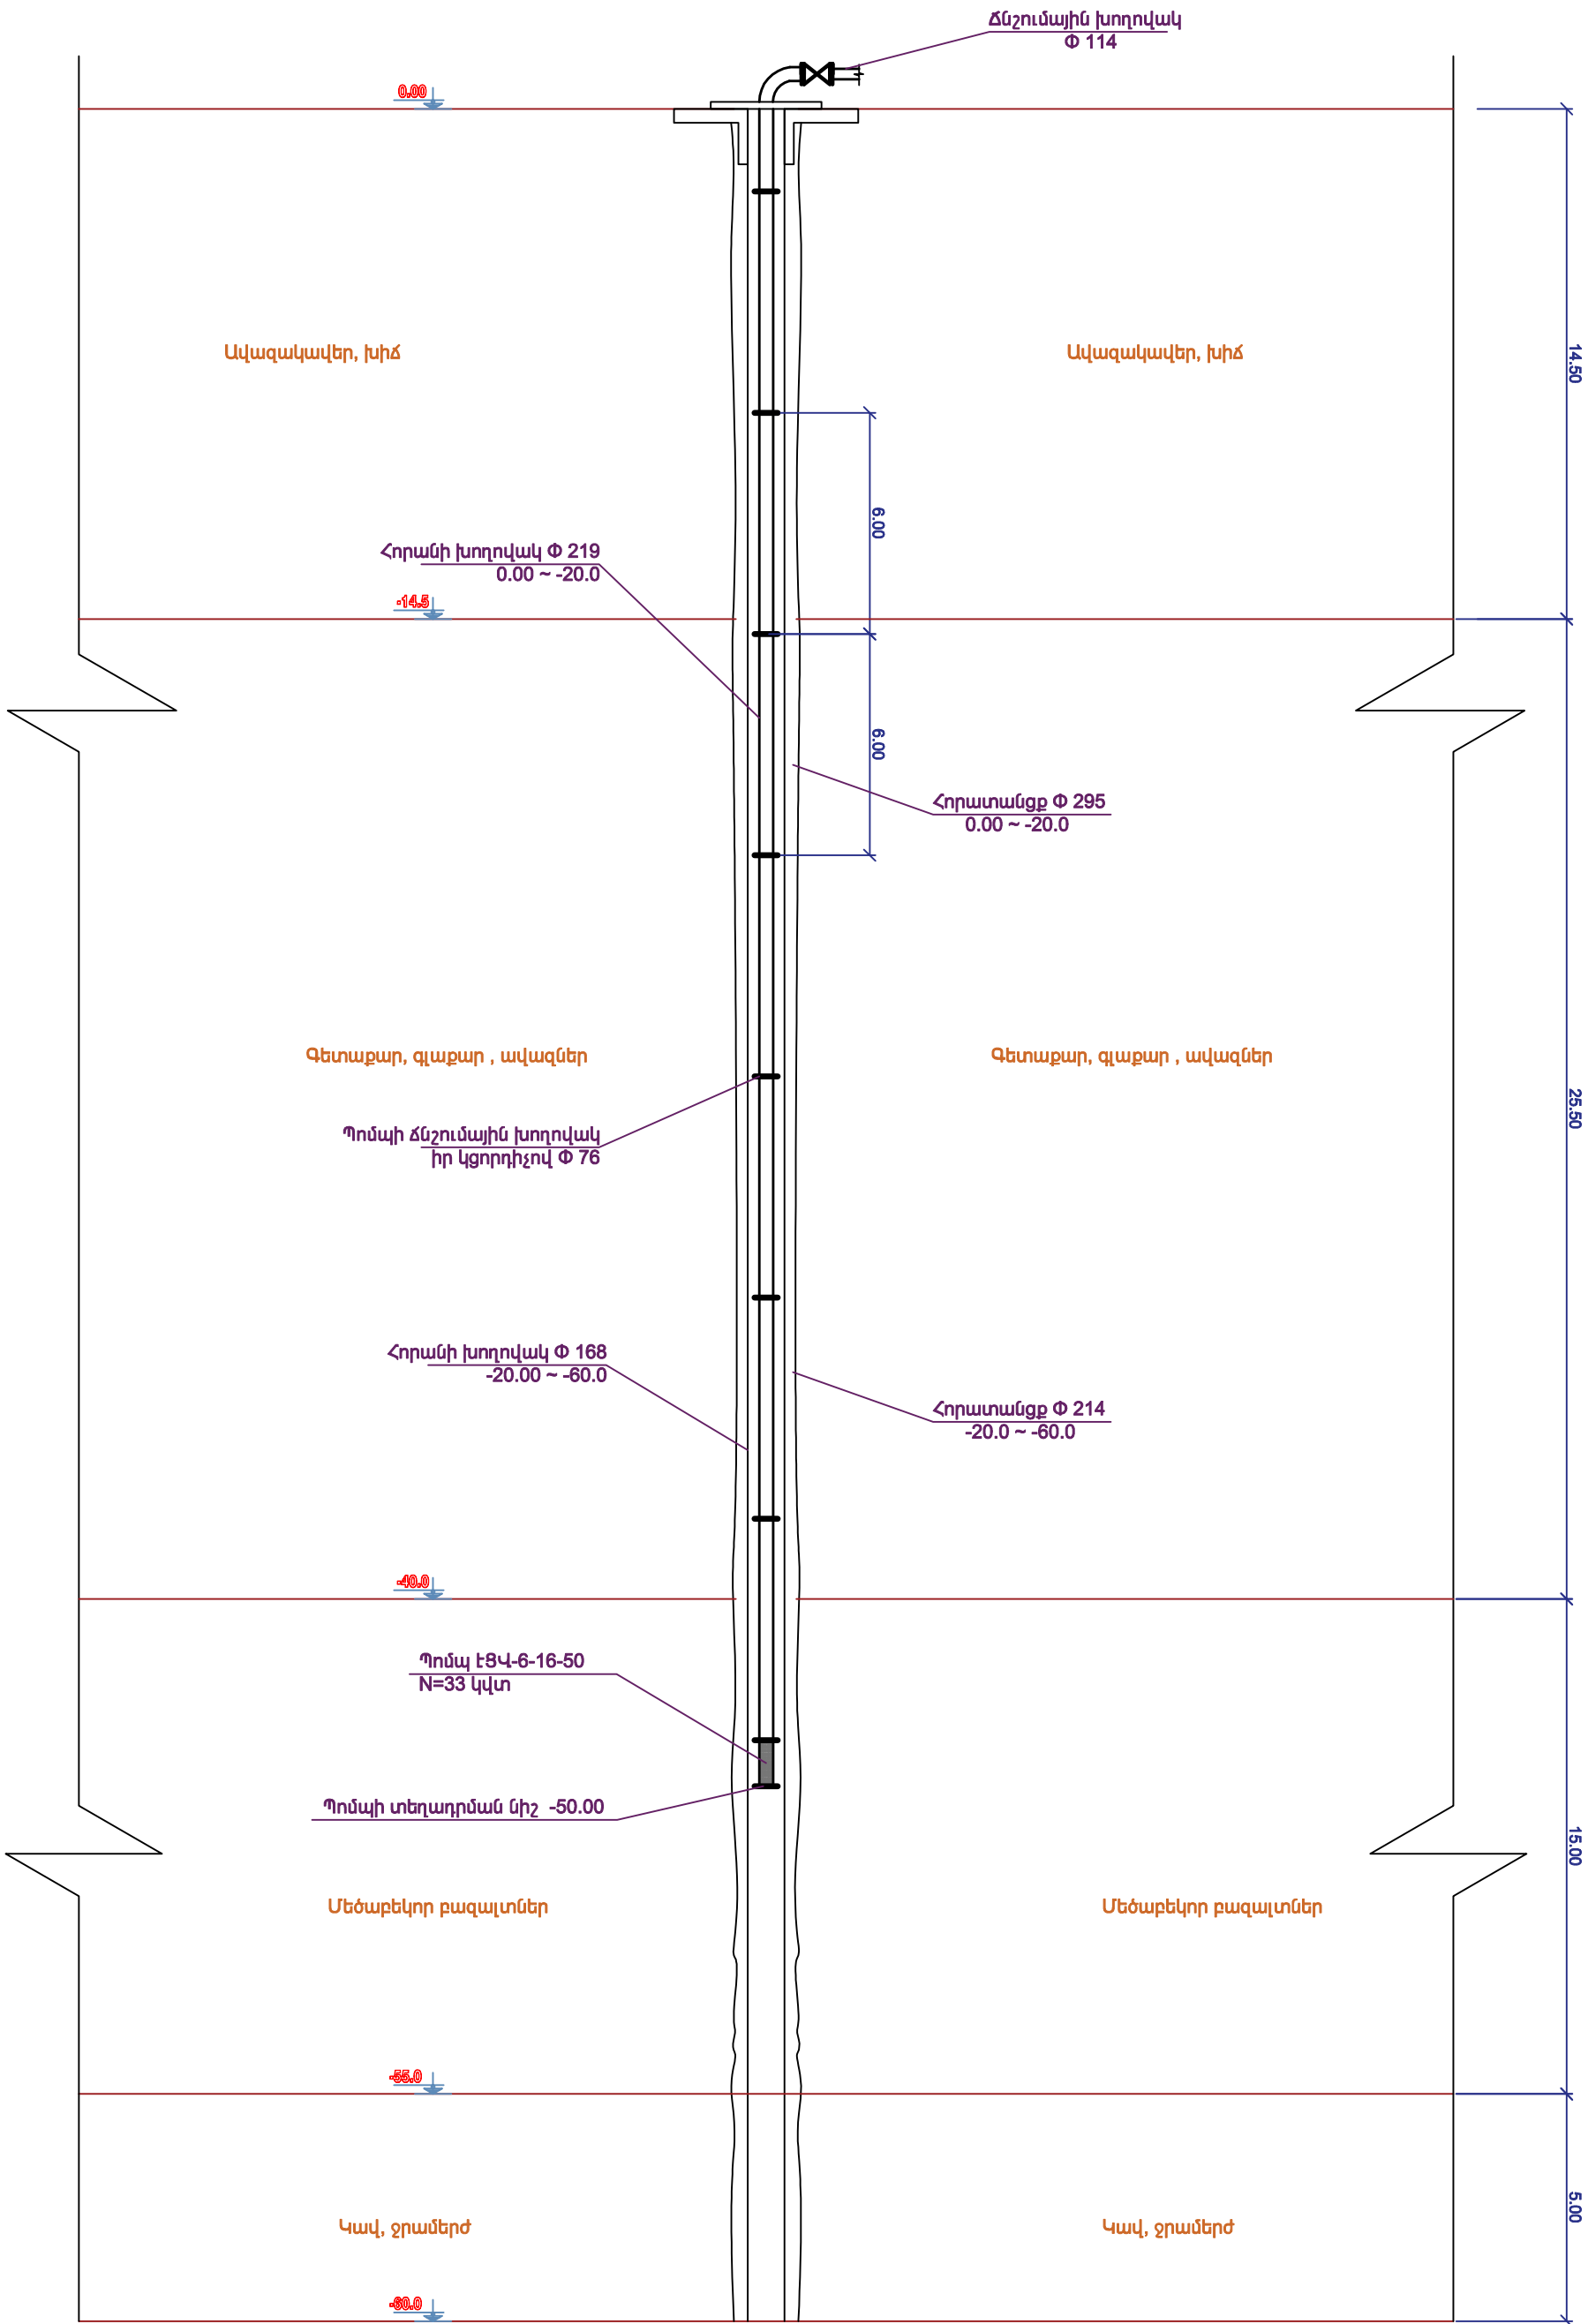 Ճնշումային խողովակ
Ф 114
0.00
Ավազակավեր, խիճ
Ավազակավեր, խիճ
14.50
6.00
Հորանի խողովակ Ф 219
0.00 ~ -20.0
-14.5
6.00
Հորատանցք Ф 295
0.00 ~ -20.0
Գետաքար, գլաքար , ավազներ
Գետաքար, գլաքար , ավազներ
25.50
Պոմպի ճնշումային խողովակ
իր կցորդիչով Ф 76
Հորանի խողովակ Ф 168
-20.00 ~ -60.0
Հորատանցք Ф 214
-20.0 ~ -60.0
-40.0
Պոմպ ԷՑՎ-6-16-50
N=33 կվտ
Պոմպի տեղադրման նիշ -50.00
15.00
Մեծաբեկոր բազալտներ
Մեծաբեկոր բազալտներ
-55.0
5.00
Կավ, ջրամերժ
Կավ, ջրամերժ
-60.0